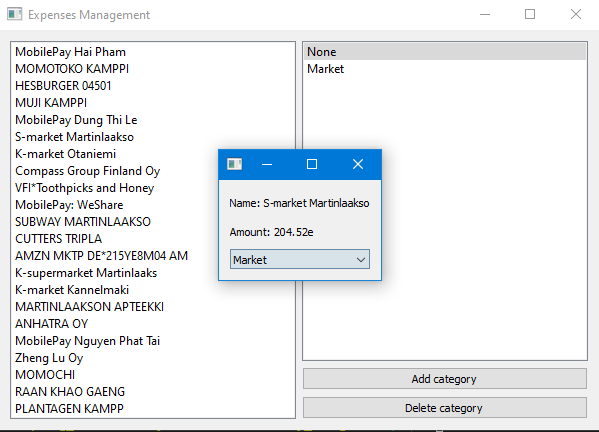 Expenses Management
MobilePay Hai Pham
MOMOTOKO KAMPPI
HESBURGER 04501
MUJI KAMPPI
MobilePay Dung Thi Le
S-market Martinlaakso
K-market Otaniemi
Compass Group Finland Oy
VFI*Toothpicks and Honey
MobilePay: WeShare
SUBWAY MARTINLAAKSO
CUTTERS TRIPLA
AMZN MKTP DE*215YE8M04 AM
K-supermarket Martinlaaks
K-market Kannelmaki
MARTINLAAKSON APTEEKKI
ANHATRA OY
MobilePay Nguyen Phat Tai
Zheng Lu Oy
MOMOCHI
RAAN KHAO GAENG
PLANTAGEN KAMPP
None
Market
Name: S-market Martinlaakso
Amount: 204.52e
Market
Add category
Delete category